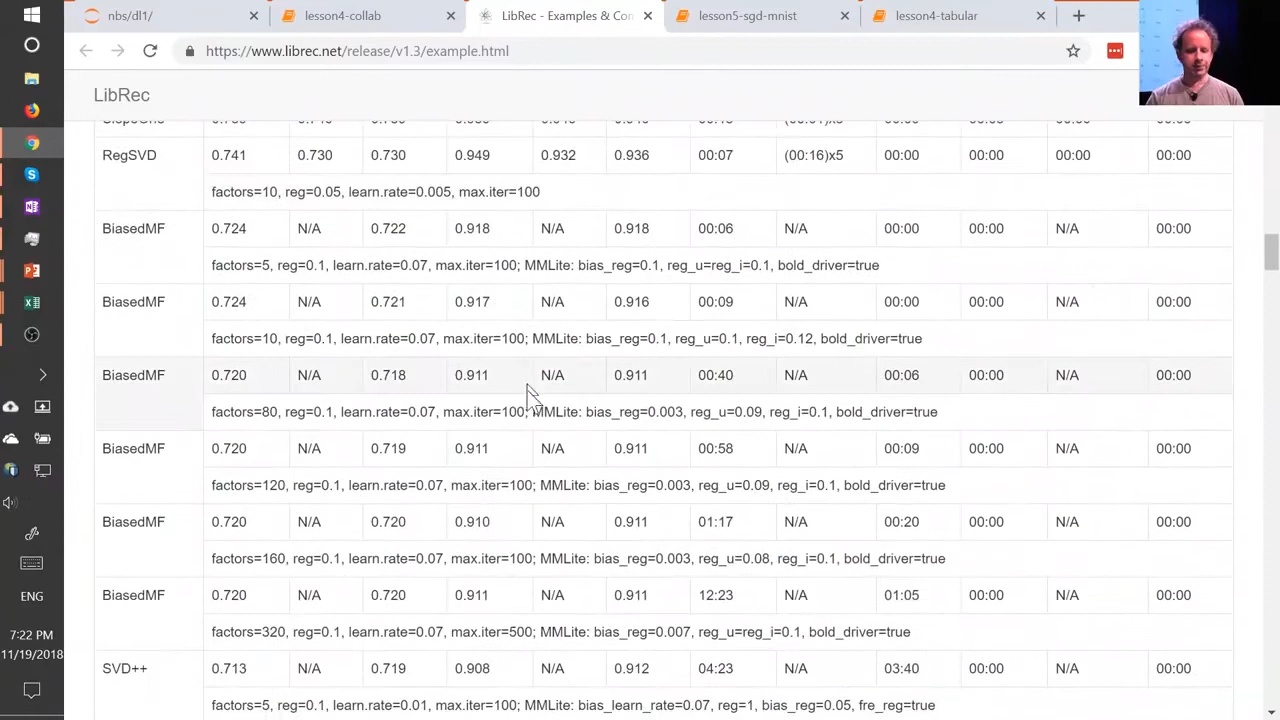 nbs/dl1/
lesson4-collab
LibRec - Examples & Con
lesson5-sgd-mnist
lesson4-tabular
https://www.librec.net/release/v1.3/example.html
LibRec
RegSVD 0.741 0.730 0.730 0.949 0.932 0.936 00:07 (00:16)x5 00:00 00:00 00:00 00:00
factors=10, reg=0.05, learn.rate=0.005, max.iter=100
BiasedMF 0.724 N/A 0.722 0.918 N/A 0.918 00:06 N/A 00:00 00:00 N/A 00:00
factors=5, reg=0.1, learn.rate=0.07, max.iter=100; MMLite: bias_reg=0.1, reg_u=reg_i=0.1, bold_driver=true
BiasedMF 0.724 N/A 0.721 0.917 N/A 0.916 00:09 N/A 00:00 00:00 N/A 00:00
factors=10, reg=0.1, learn.rate=0.07, max.iter=100; MMLite: bias_reg=0.1, reg_u=0.1, reg_i=0.12, bold_driver=true
BiasedMF 0.720 N/A 0.718 0.911 N/A 0.911 00:40 N/A 00:06 00:00 N/A 00:00
factors=80, reg=0.1, learn.rate=0.07, max.iter=100; MMLite: bias_reg=0.003, reg_u=0.09, reg_i=0.1, bold_driver=true
BiasedMF 0.720 N/A 0.719 0.911 N/A 0.911 00:58 N/A 00:09 00:00 N/A 00:00
factors=120, reg=0.1, learn.rate=0.07, max.iter=100; MMLite: bias_reg=0.003, reg_u=0.09, reg_i=0.1, bold_driver=true
BiasedMF 0.720 N/A 0.720 0.910 N/A 0.911 01:17 N/A 00:20 00:00 N/A 00:00
factors=160, reg=0.1, learn.rate=0.07, max.iter=100; MMLite: bias_reg=0.003, reg_u=0.08, reg_i=0.1, bold_driver=true
BiasedMF 0.720 N/A 0.720 0.911 N/A 0.911 12:23 N/A 01:05 00:00 N/A 00:00
factors=320, reg=0.1, learn.rate=0.07, max.iter=500; MMLite: bias_reg=0.007, reg_u=reg_i=0.1, bold_driver=true
SVD++ 0.713 N/A 0.719 0.908 N/A 0.912 04:23 N/A 03:40 00:00 N/A 00:00
factors=5, reg=0.1, learn.rate=0.01, max.iter=100; MMLite: bias_learn_rate=0.07, reg=1, bias_reg=0.05, fre_reg=true
ENG
7:22 PM
11/19/2018